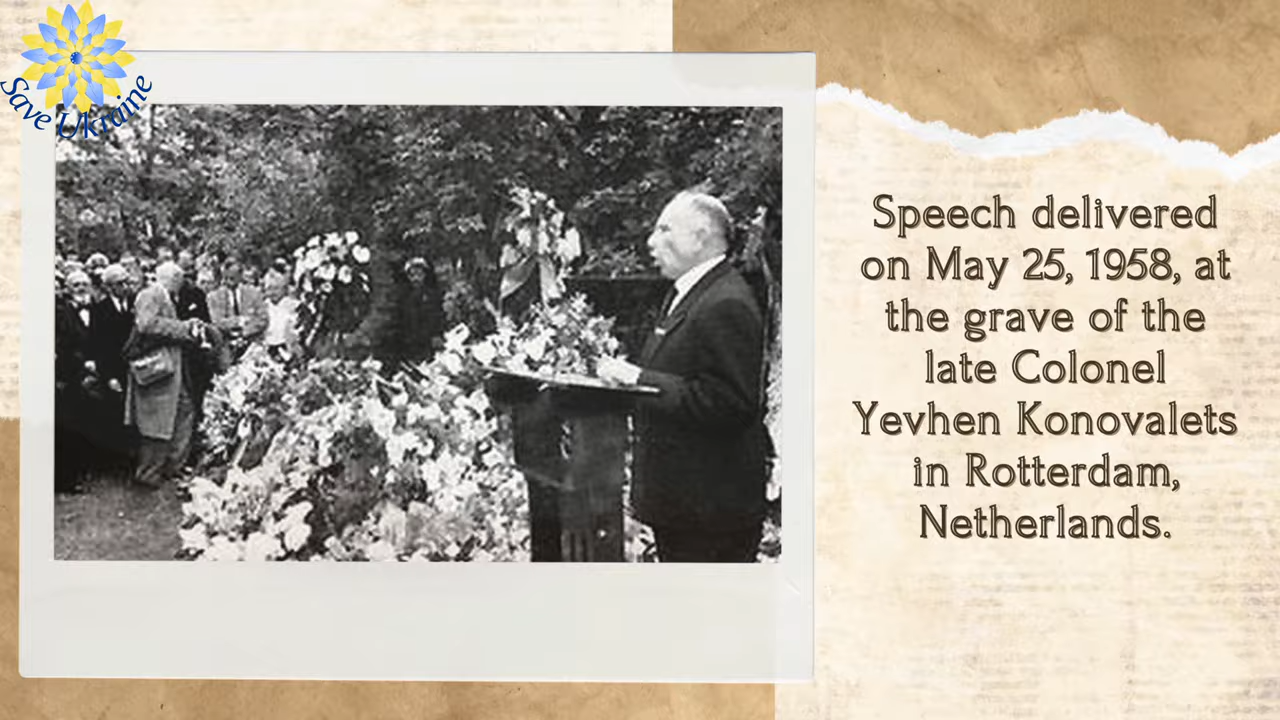 Save Ukraine
Speech delivered
on May 25, 1958, at
the grave of the
late Colonel
Yevhen Konovalets
in Rotterdam,
Netherlands.